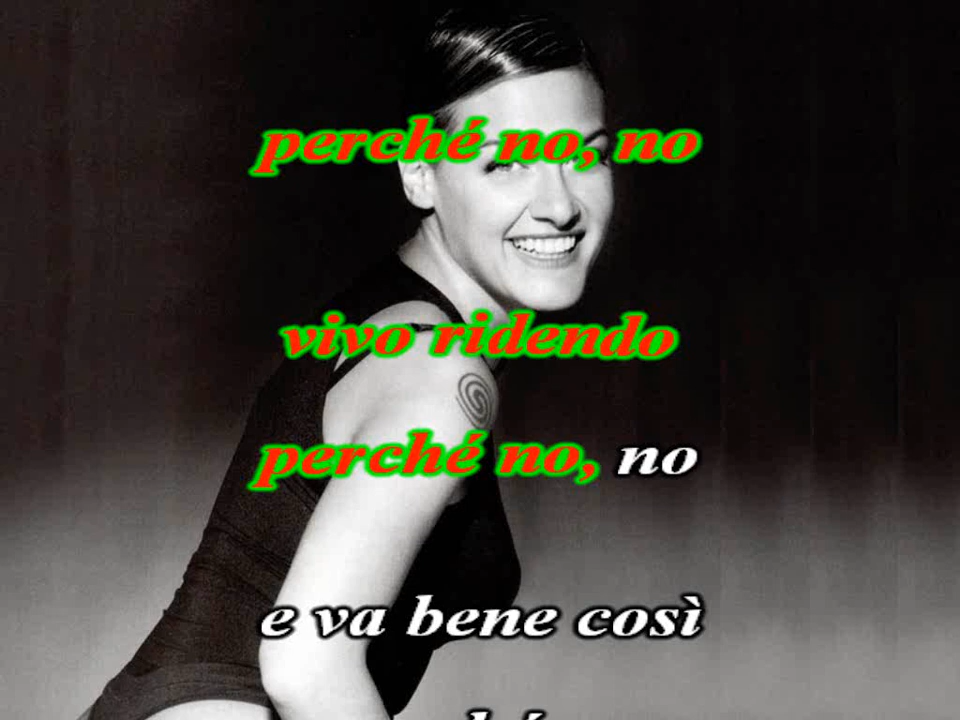 perché no, no
vivo ridendo
perché no, no
e va bene così